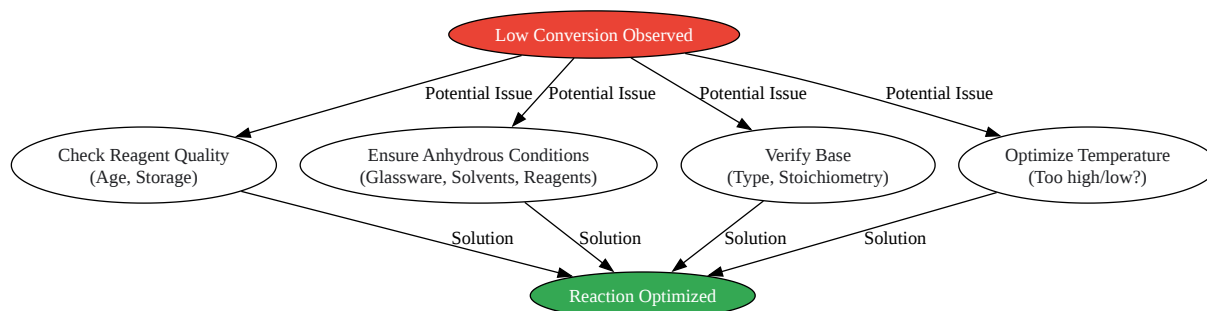 Low Conversion Observed
Potential Issue
Potential Issue
Potential Issue
Potential Issue
Check Reagent Quality
(Age, Storage)
Ensure Anhydrous Conditions
(Glassware, Solvents, Reagents)
Verify Base
(Type, Stoichiometry)
Optimize Temperature
(Too high/low?)
Solution
Solution
Solution
Solution
Reaction Optimized